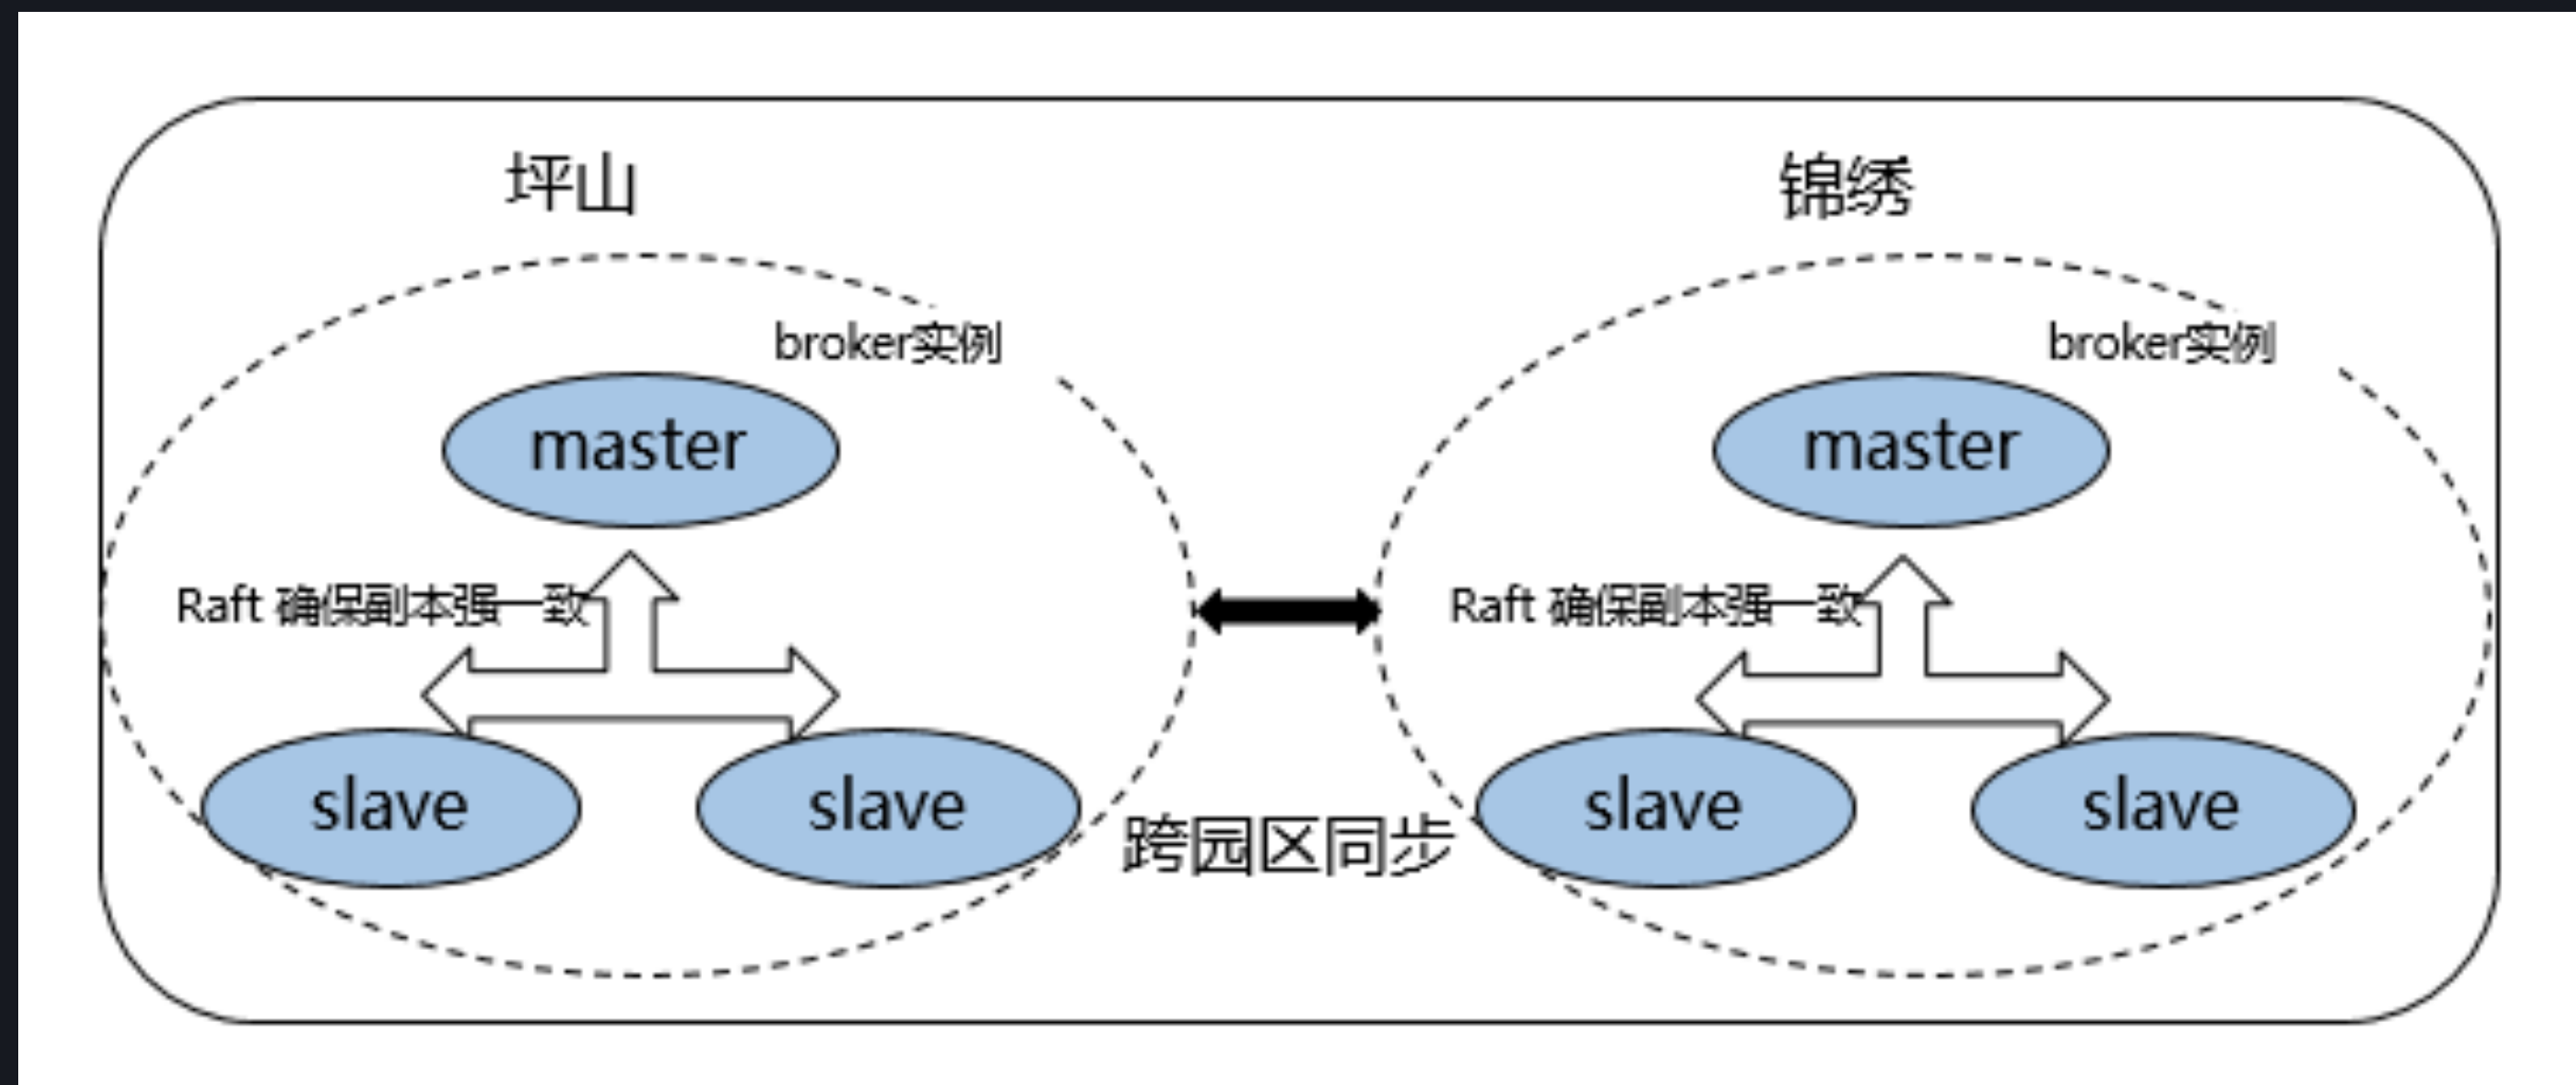 坪山
锦绣
broker实例
broker实例
master
master
Raft 确保副本强一致
Raft 确保副本强一致
slave
slave
跨园区同步
slave
slave